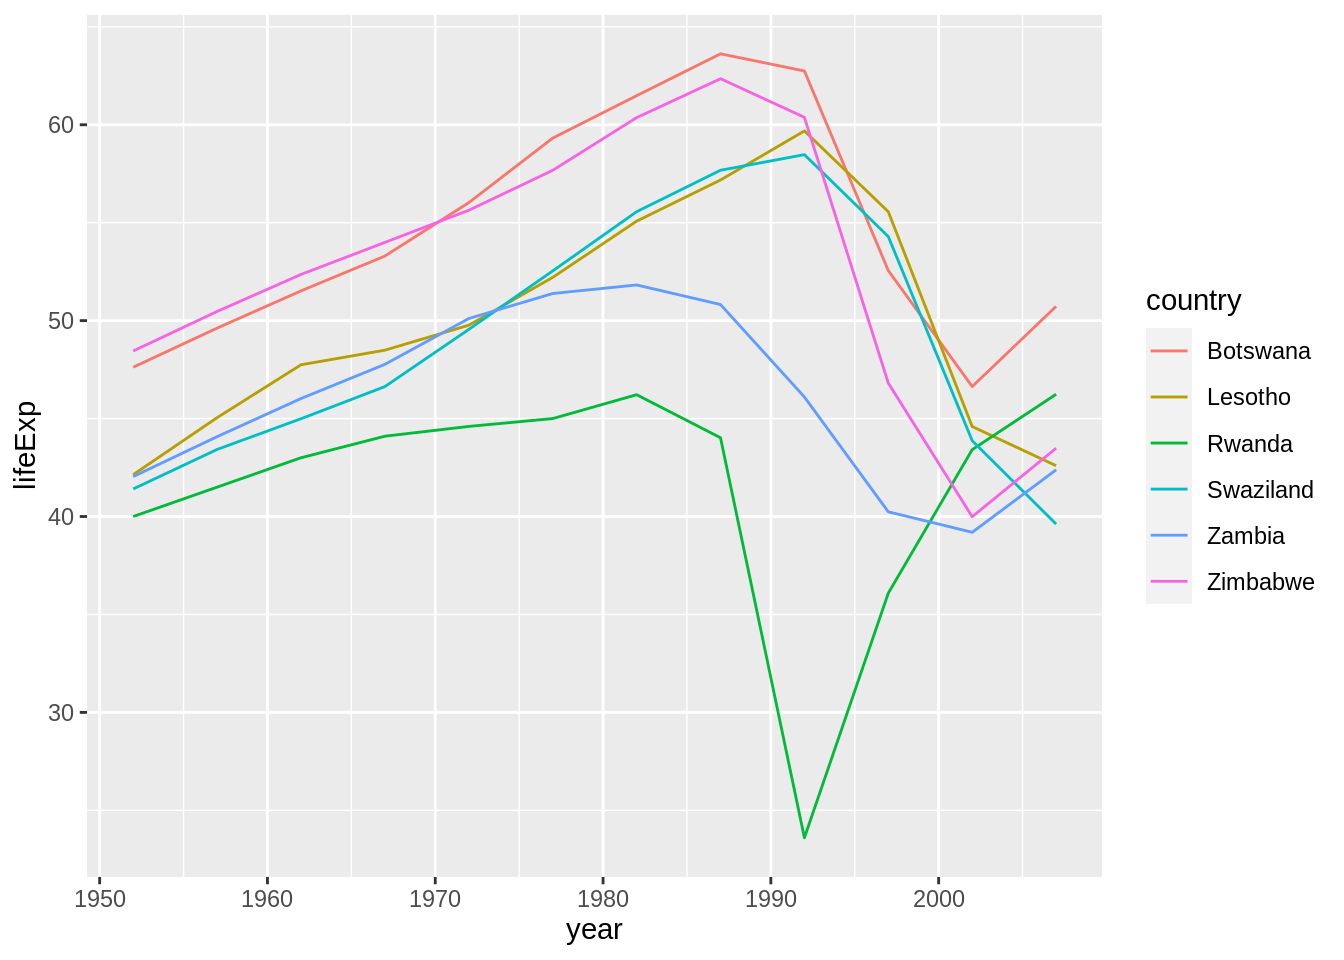 lifeExp
60
50
40
30
1950 1960 1970 1980 1990 2000
year
country
Botswana
Lesotho
Rwanda
Swaziland
Zambia
Zimbabwe